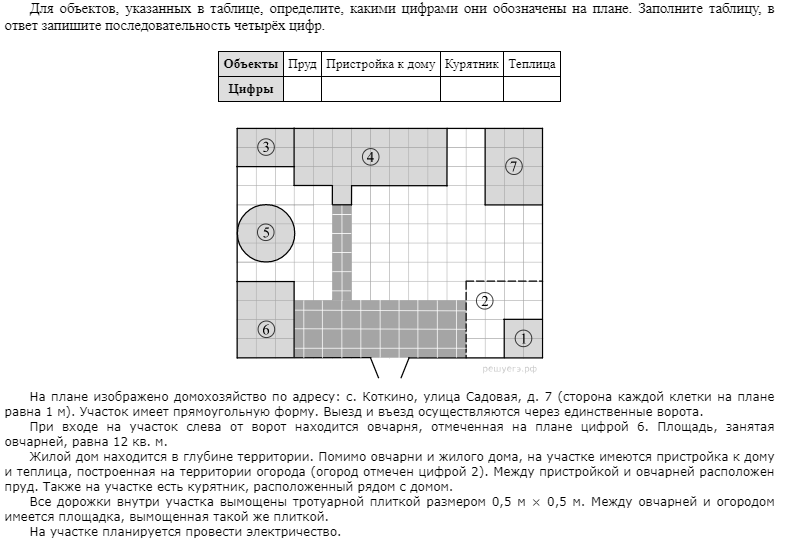 Для объектов, указанных в таблице, определите, какими цифрами они обозначены на плане. Заполните таблицу, в
ответ запишите последовательность четырёх цифр.
Объекты Пруд Пристройка к дому Курятник Теплица
Цифры
3
4
7
5
2
6
1
решуегэ.рф
На плане изображено домохозяйство по адресу: с. Коткино, улица Садовая, д. 7 (сторона каждой клетки на плане
равна 1 м). Участок имеет прямоугольную форму. Выезд и въезд осуществляются через единственные ворота.
При входе на участок слева от ворот находится овчарня, отмеченная на плане цифрой 6. Площадь, занятая
овчарней, равна 12 кв. м.
Жилой дом находится в глубине территории. Помимо овчарни и жилого дома, на участке имеются пристройка к дому
и теплица, построенная на территории огорода (огород отмечен цифрой 2). Между пристройкой и овчарней расположен
пруд. Также на участке есть курятник, расположенный рядом с домом.
Все дорожки внутри участка вымощены тротуарной плиткой размером 0,5 м × 0,5 м. Между овчарней и огородом
имеется площадка, вымощенная такой же плиткой.
На участке планируется провести электричество.